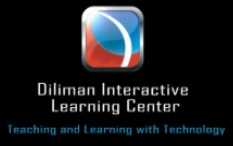 Diliman Interactive
Learning Center
Teaching and Learning with Technology